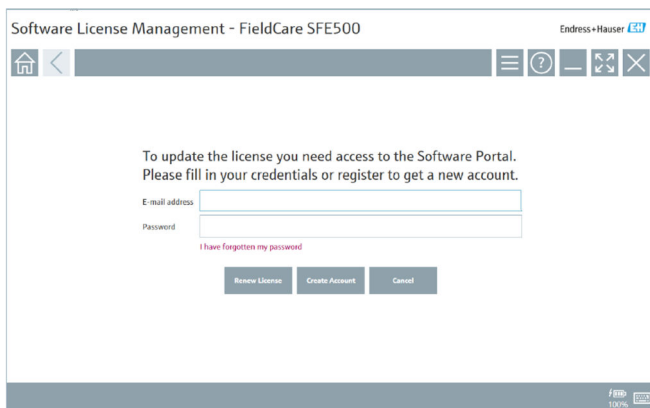 Software License Management - FieldCare SFE500
Endress+Hauser EH
?
To update the license you need access to the Software Portal.
Please fill in your credentials or register to get a new account.
E-mail address
Password
I have forgotten my password
Renew License Create Account Cancel
100%